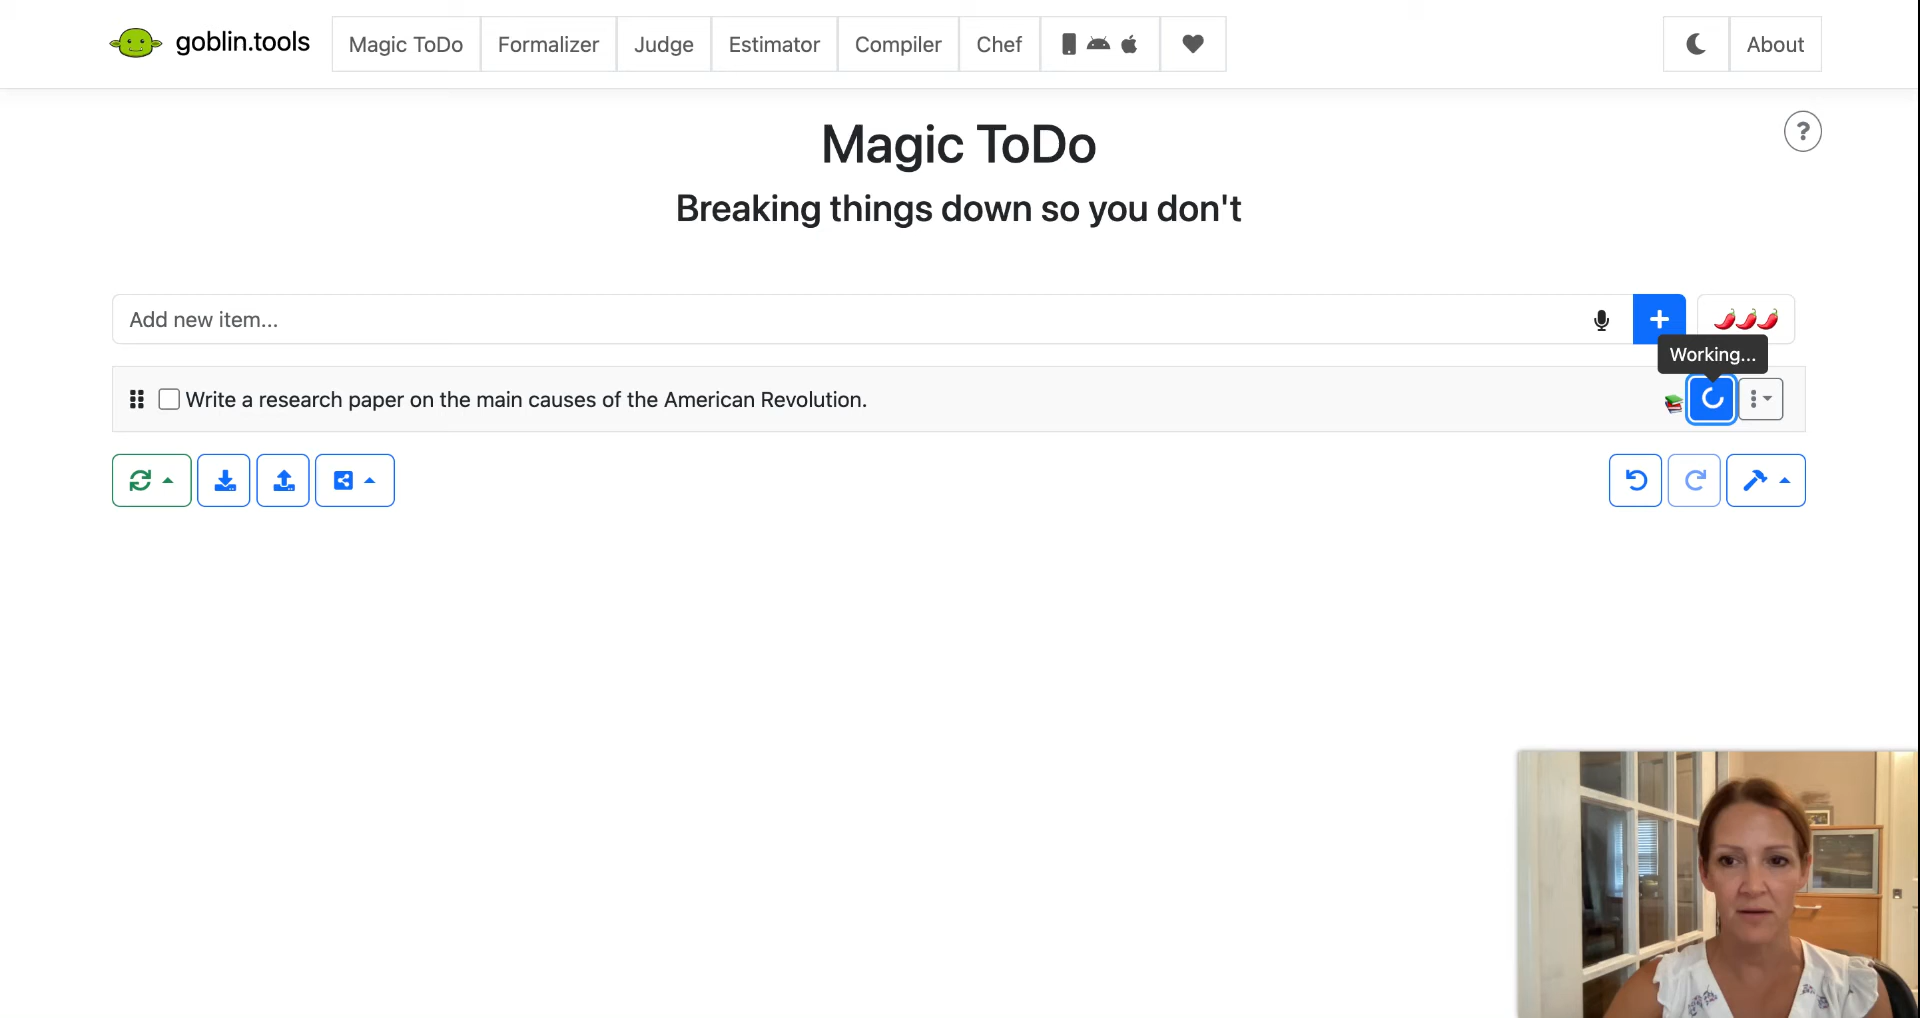 goblin.tools
Magic ToDo
Formalizer
Judge
Estimator
Compiler
Chef
About
Magic ToDo
?
Breaking things down so you don't
Add new item...
Working...
Write a research paper on the main causes of the American Revolution.